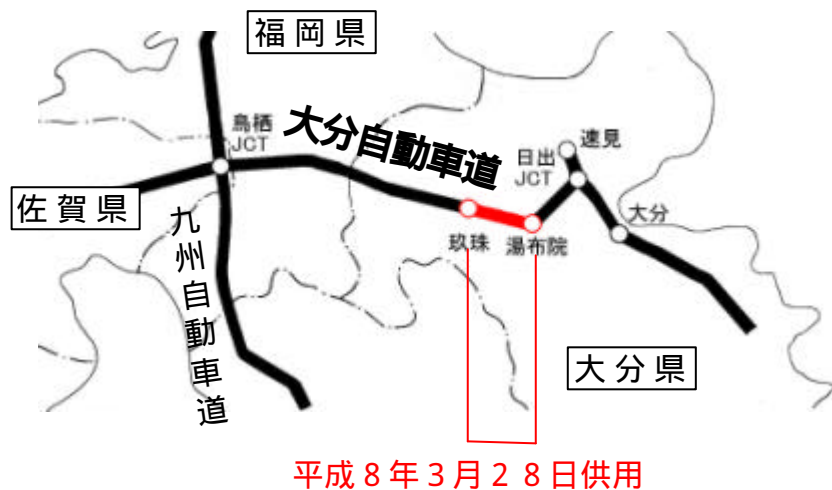 福岡県
鳥栖
JCT
大分自動車道
速見
日出
JCT
佐賀県
大分
玖珠
湯布院
九州自動車道
大分県
平成8年3月28日供用